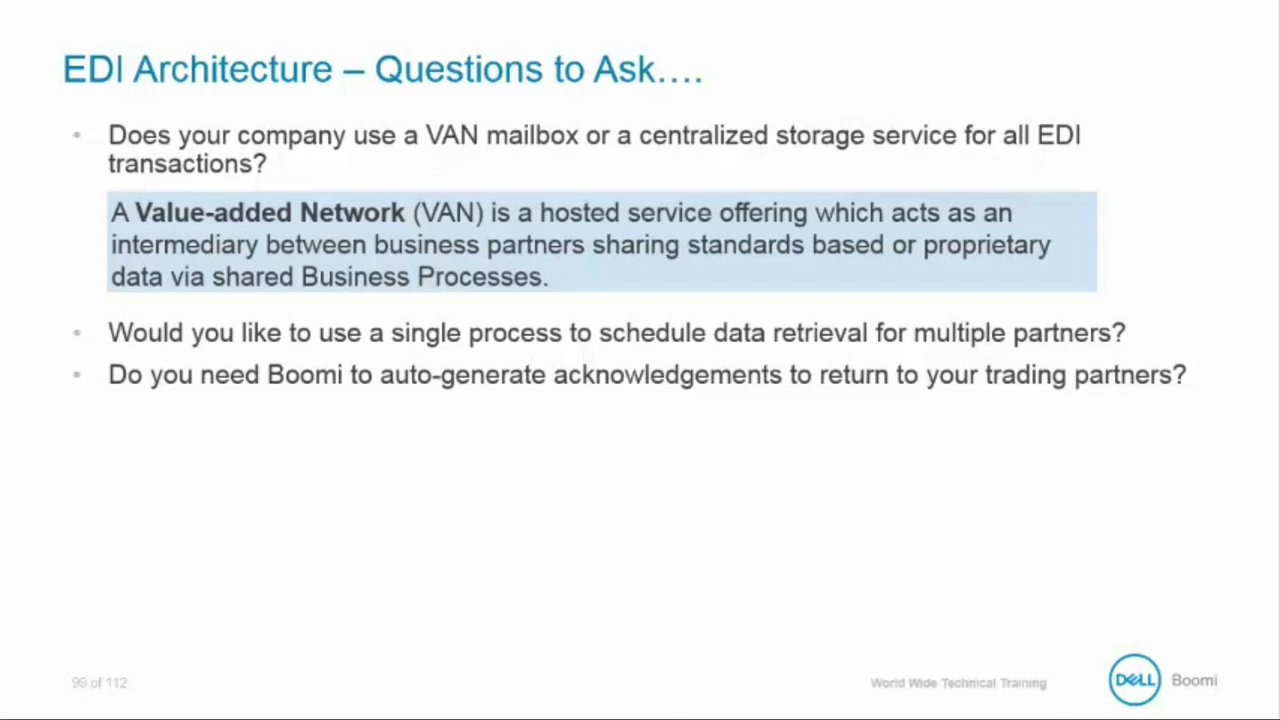 EDI Architecture – Questions to Ask….
• Does your company use a VAN mailbox or a centralized storage service for all EDI
transactions?
A Value-added Network (VAN) is a hosted service offering which acts as an
intermediary between business partners sharing standards based or proprietary
data via shared Business Processes.
• Would you like to use a single process to schedule data retrieval for multiple partners?
• Do you need Boomi to auto-generate acknowledgements to return to your trading partners?
99 of 112
World Wide Technical Training
DELL Boomi